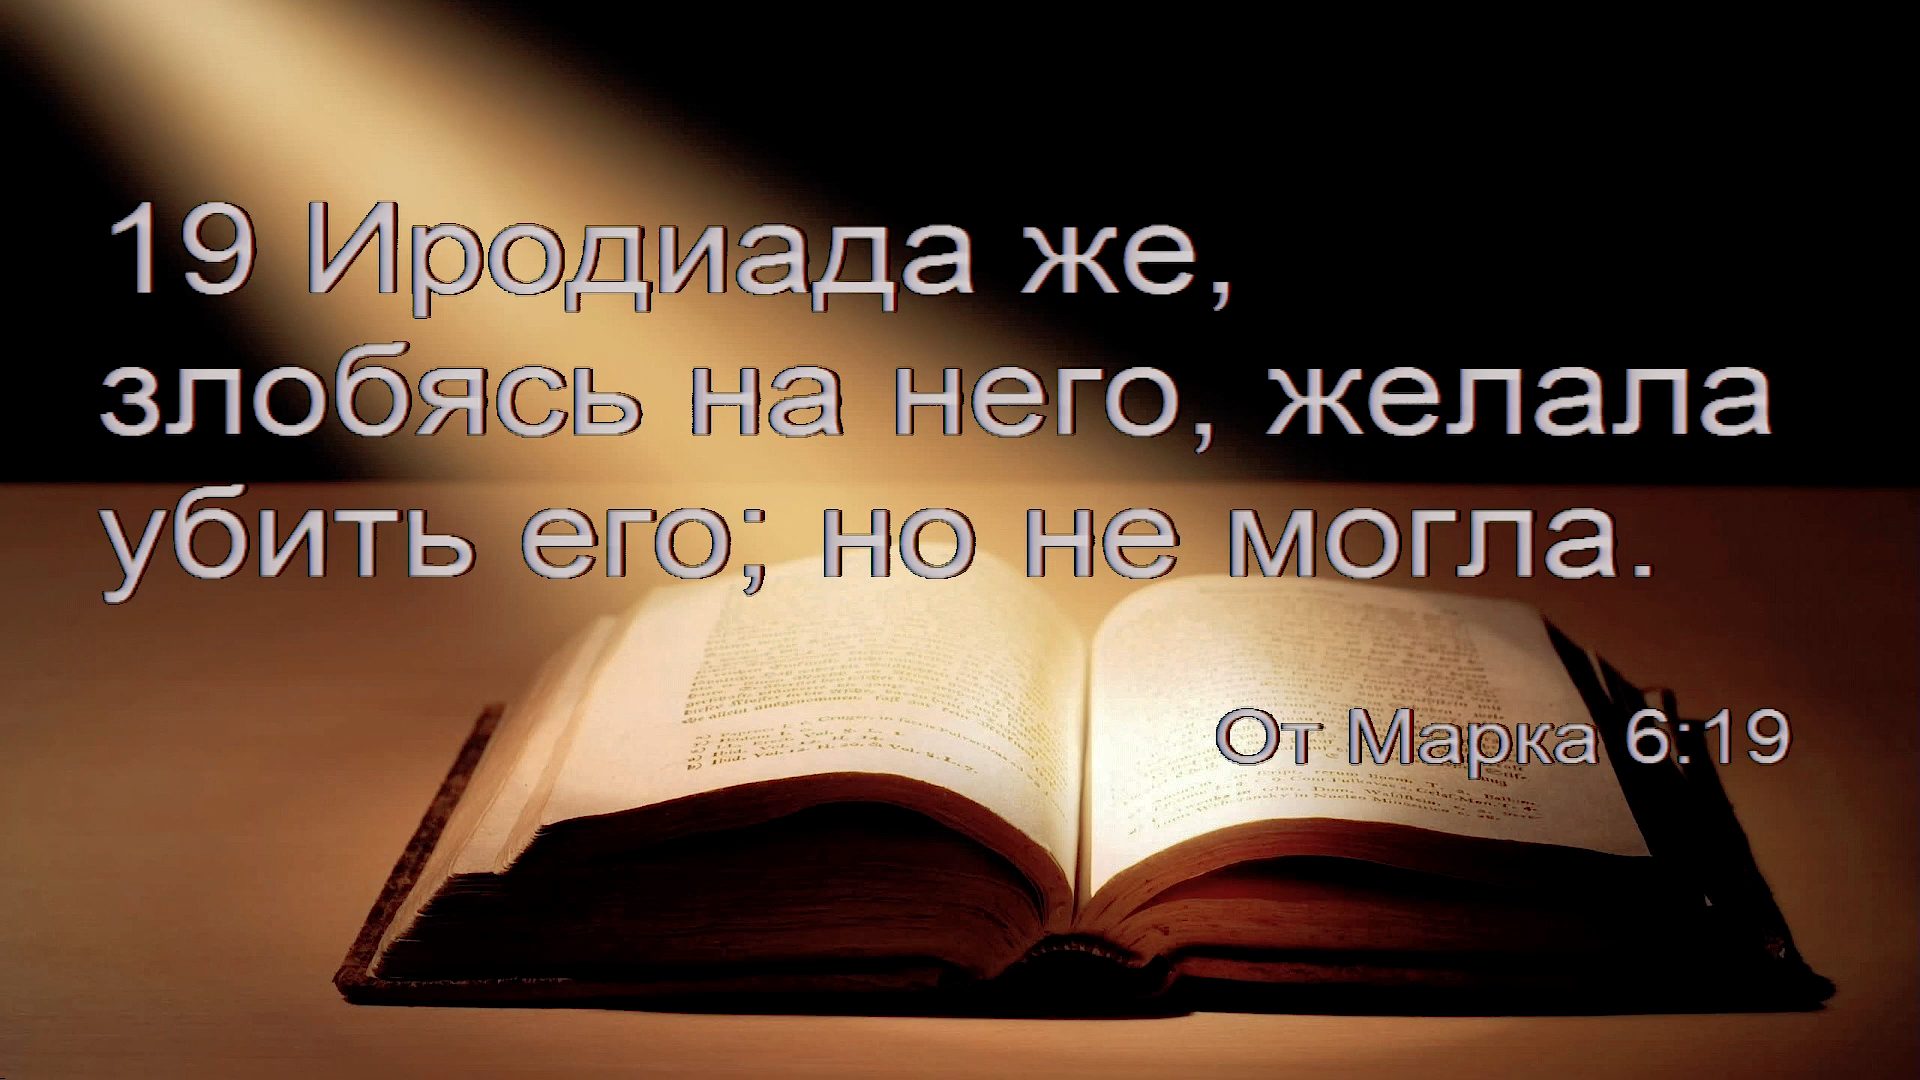 19 Иродиада же,
злобясь на него, желала
убить его; но не могла.
От Марка 6:19